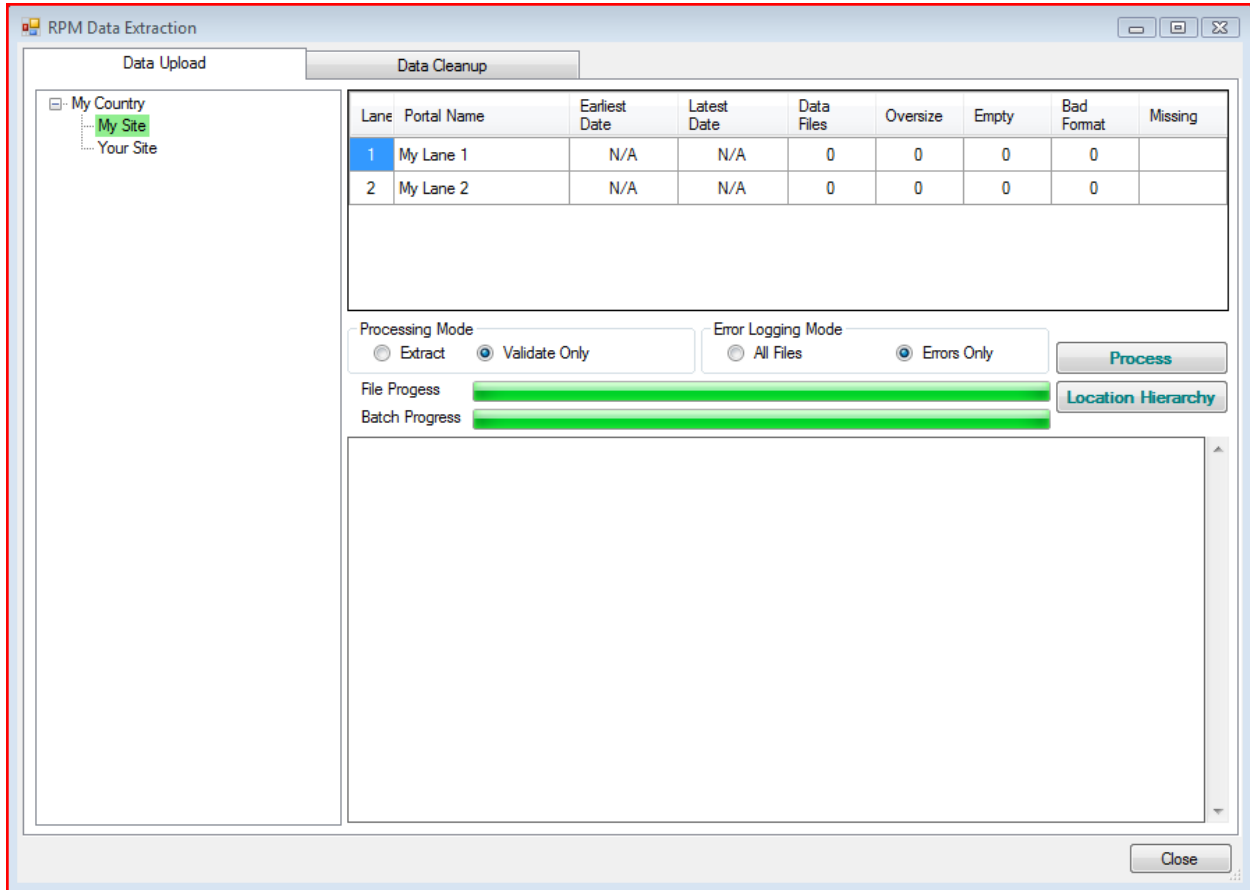 RPM Data Extraction
Data Upload
Data Cleanup
My Country
My Site
Your Site
Lane Portal Name Earliest Date Latest Date Data Files Oversize Empty Bad Format Missing
1 My Lane 1 N/A N/A 0 0 0 0
2 My Lane 2 N/A N/A 0 0 0 0
Processing Mode
Extract Validate Only
Error Logging Mode
All Files Errors Only
Process
File Progess
Location Hierarchy
Batch Progress
Close